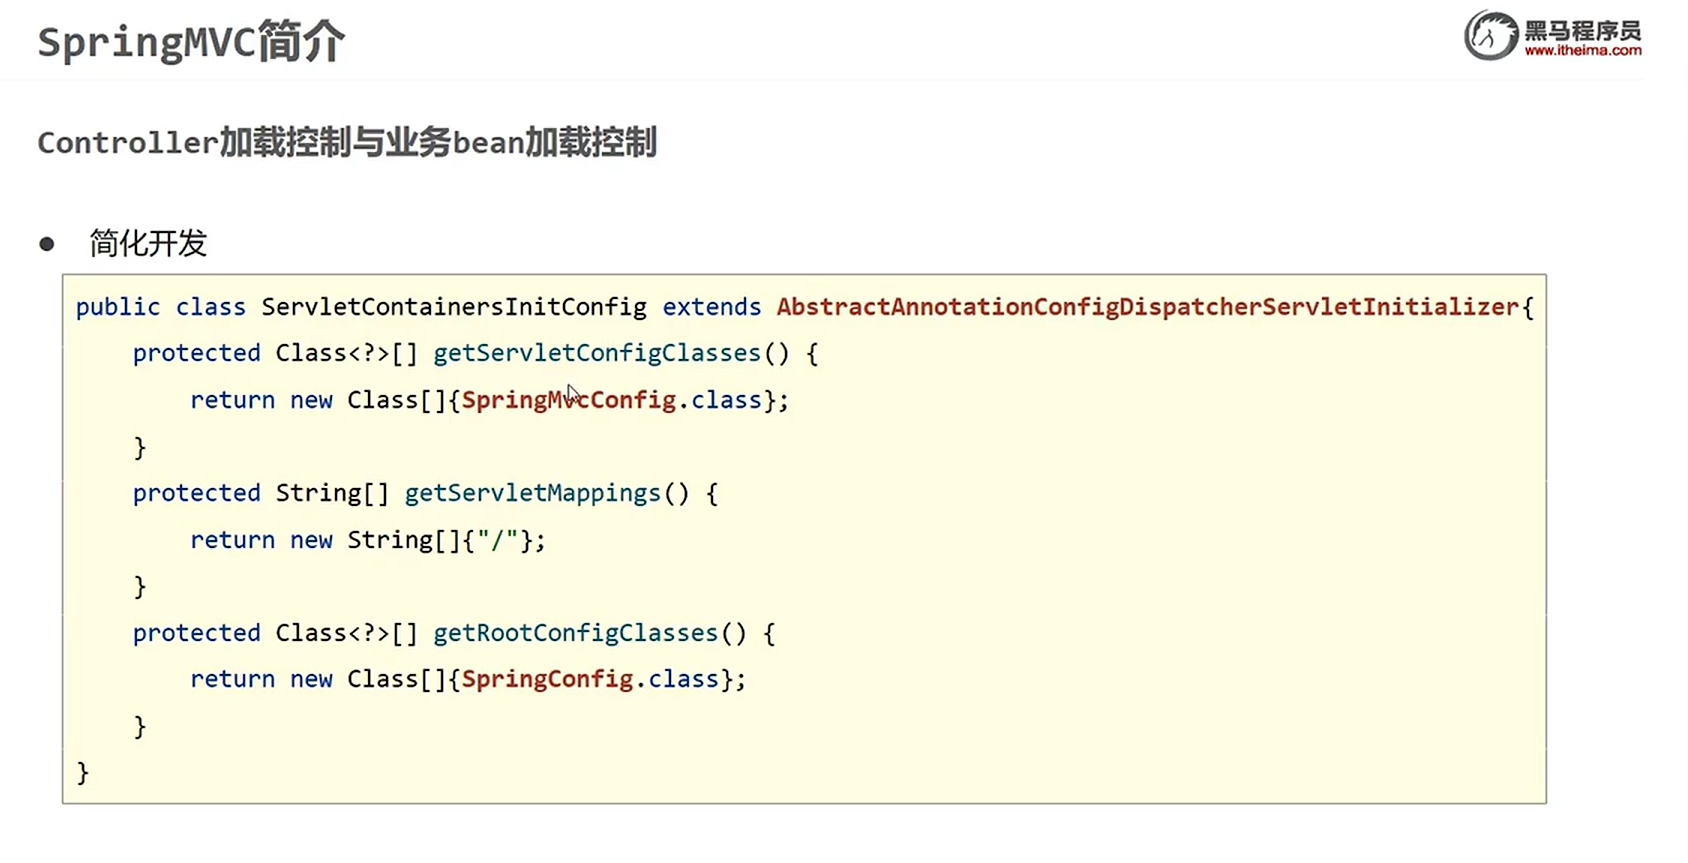 SpringMVC简介
黑马程序员
www.itheima.com
Controller加载控制与业务bean加载控制
● 简化开发
public class ServletContainersInitConfig extends AbstractAnnotationConfigDispatcherServletInitializer{
    protected Class<?>[] getServletConfigClasses() {
        return new Class[]{SpringMvcConfig.class};
    }
    protected String[] getServletMappings() {
        return new String[]{"/"};
    }
    protected Class<?>[] getRootConfigClasses() {
        return new Class[]{SpringConfig.class};
    }
}